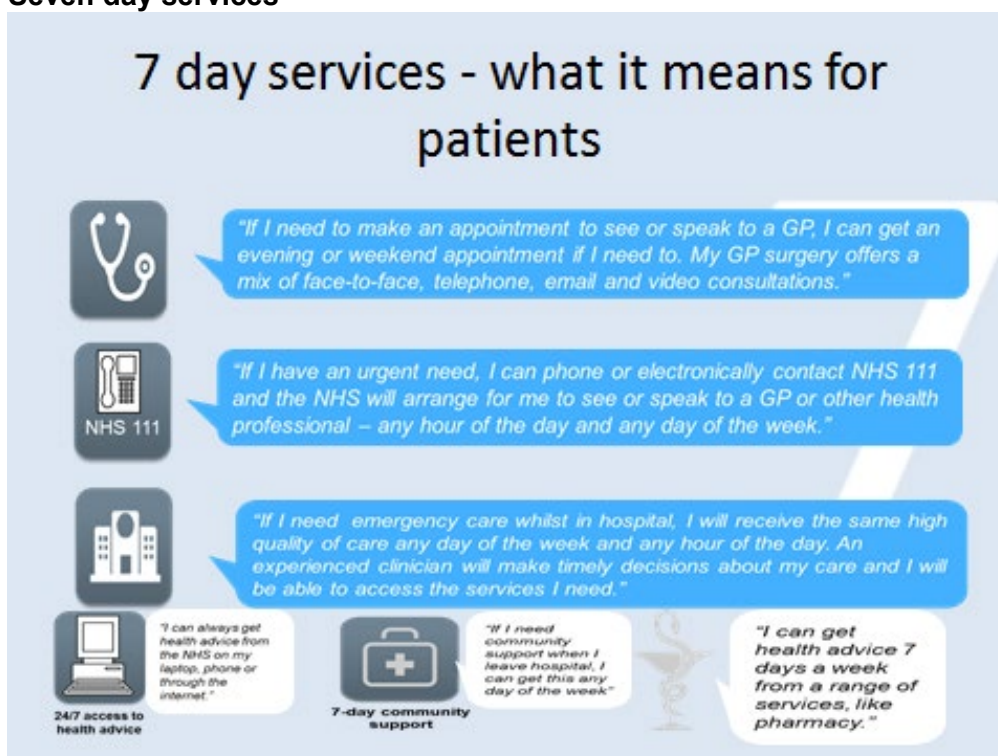 Seven day services
7 day services - what it means for
patients
"If I need to make an appointment to see or speak to a GP, I can get an
evening or weekend appointment if I need to. My GP surgery offers a
mix of face-to-face, telephone, email and video consultations."
NHS 111
"If I have an urgent need, I can phone or electronically contact NHS 111
and the NHS will arrange for me to see or speak to a GP or other health
professional – any hour of the day and any day of the week."
"If I need emergency care whilst in hospital, I will receive the same high
quality of care any day of the week and any hour of the day. An
experienced clinician will make timely decisions about my care and I will
be able to access the services I need."
"I can always get
health advice from
the NHS on my
laptop, phone or
through the
internet."
24/7 access to
health advice
"If I need
community
support when I
leave hospital, I
can get this any
day of the week"
7-day community
support
"I can get
health advice 7
days a week
from a range of
services, like
pharmacy."